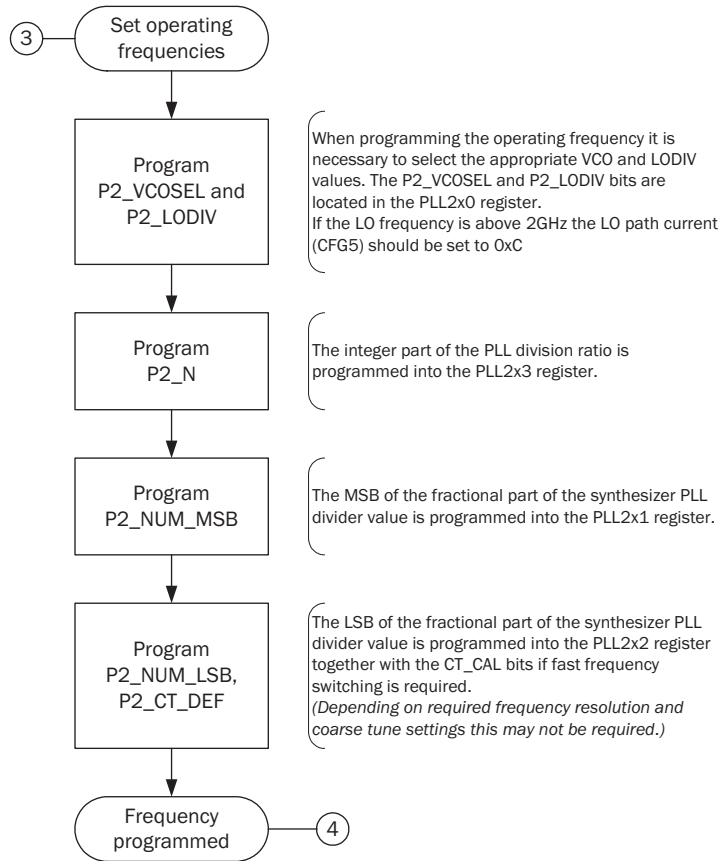 3
Set operating
frequencies
Program
P2_VCOSEL and
P2_LODIV
When programming the operating frequency it is
necessary to select the appropriate VCO and LODIV
values. The P2_VCOSEL and P2_LODIV bits are
located in the PLL2x0 register.
If the LO frequency is above 2GHz the LO path current
(CFG5) should be set to 0xC
Program
P2_N
The integer part of the PLL division ratio is
programmed into the PLL2x3 register.
Program
P2_NUM_MSB
The MSB of the fractional part of the synthesizer PLL
divider value is programmed into the PLL2x1 register.
Program
P2_NUM_LSB,
P2_CT_DEF
The LSB of the fractional part of the synthesizer PLL
divider value is programmed into the PLL2x2 register
together with the CT_CAL bits if fast frequency
switching is required.
(Depending on required frequency resolution and
coarse tune settings this may not be required.)
Frequency
programmed
4